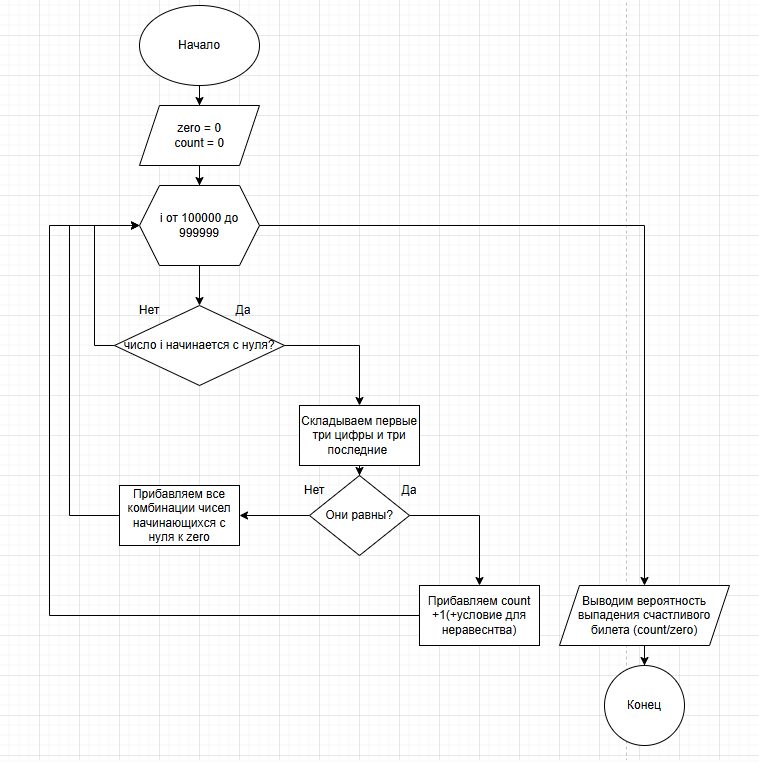 Начало
zero = 0
count = 0
i от 100000 до
999999
Нет
Да
число i начинается с нуля?
Складываем первые
три цифры и три
последние
Нет
Да
Они равны?
Прибавляем все
комбинации чисел
начинающихся с
нуля к zero
Прибавляем count
+1(+условие для
неравеснтва)
Выводим вероятность
выпадения счастливого
билета (count/zero)
Конец